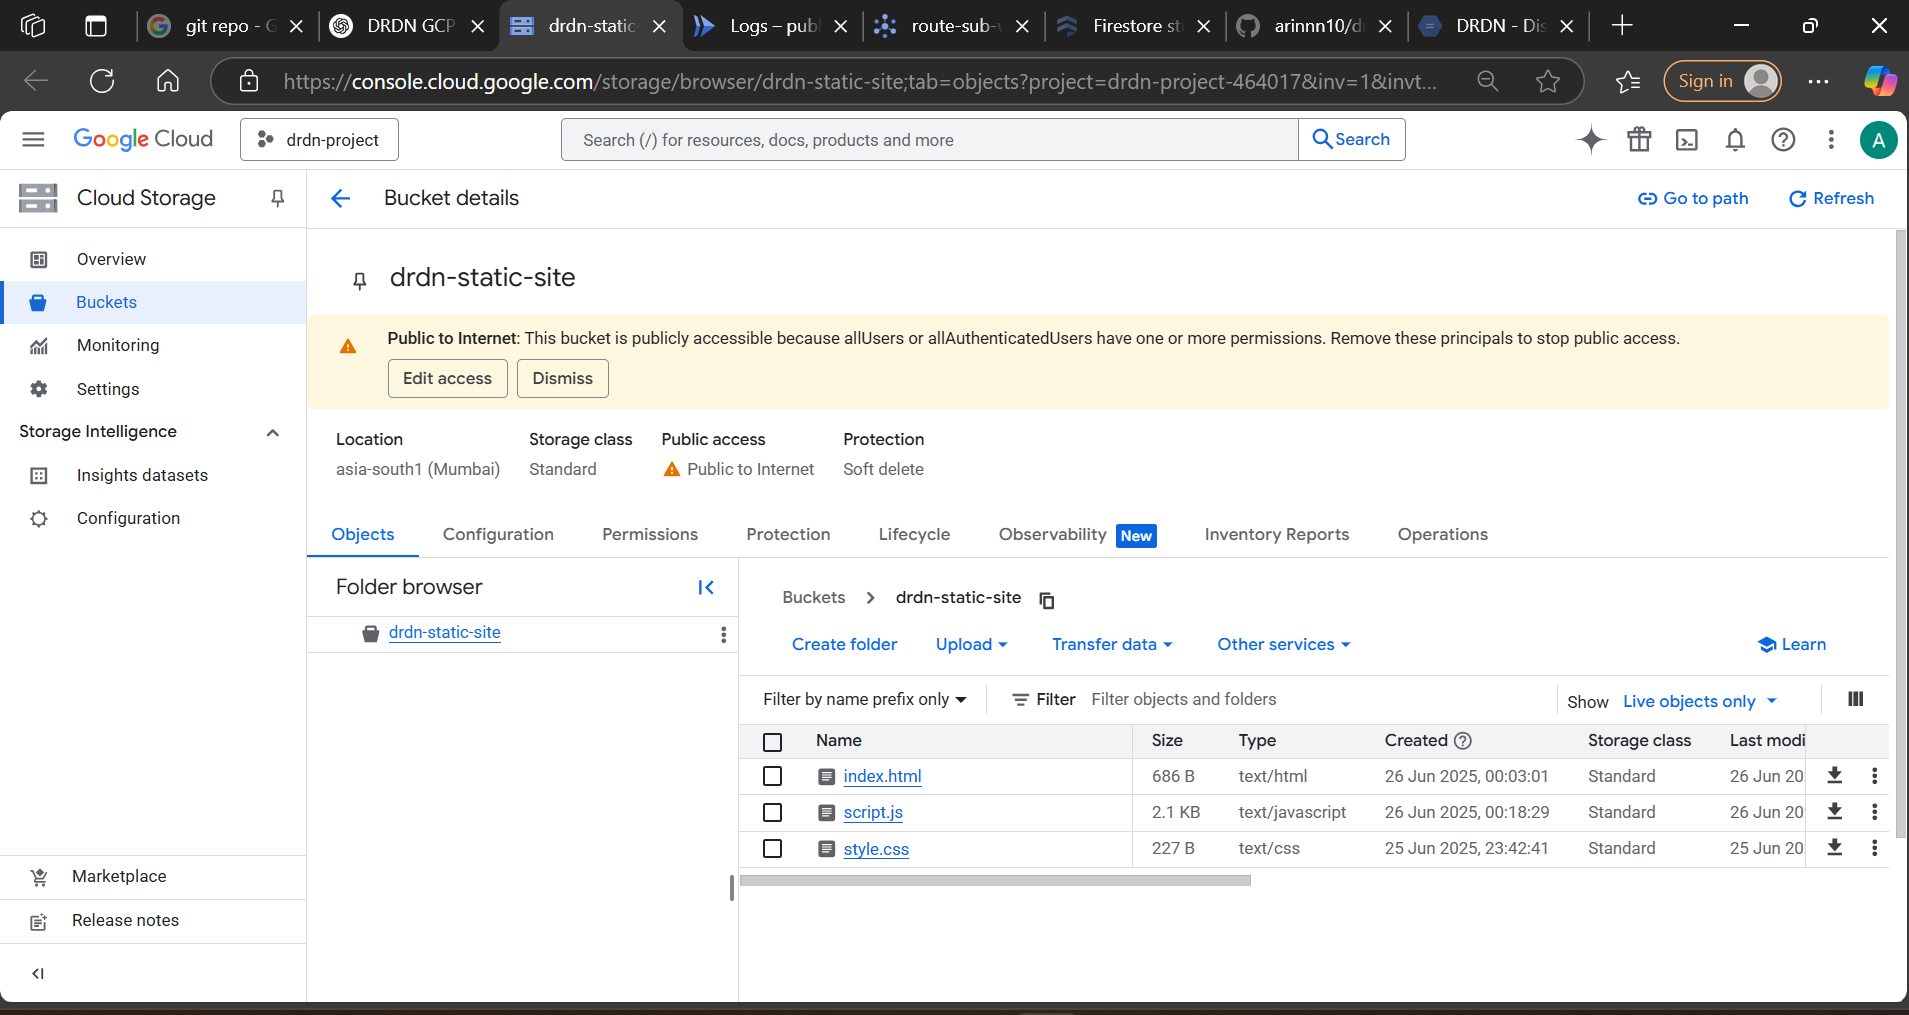 git repo - G
DRDN GCP
drdn-static-
Logs – publ
route-sub-v
Firestore st
arinnn10/dr
DRDN - Dis
https://console.cloud.google.com/storage/browser/drdn-static-site;tab=objects?project=drdn-project-464017&inv=1&invt...
Sign in
Google Cloud
drdn-project
Search (/) for resources, docs, products and more
Search
A
Cloud Storage
Overview
Buckets
Monitoring
Settings
Storage Intelligence
Insights datasets
Configuration
Marketplace
Release notes
Bucket details
Go to path
Refresh
drdn-static-site
Public to Internet: This bucket is publicly accessible because allUsers or allAuthenticatedUsers have one or more permissions. Remove these principals to stop public access.
Edit access
Dismiss
Location Storage class Public access Protection
asia-south1 (Mumbai) Standard Public to Internet Soft delete
Objects Configuration Permissions Protection Lifecycle Observability New Inventory Reports Operations
Folder browser
drdn-static-site
Buckets > drdn-static-site
Create folder Upload Transfer data Other services Learn
Filter by name prefix only Filter Filter objects and folders Show Live objects only
Name Size Type Created Storage class Last modi
index.html 686 B text/html 26 Jun 2025, 00:03:01 Standard 26 Jun 20
script.js 2.1 KB text/javascript 26 Jun 2025, 00:18:29 Standard 26 Jun 20
style.css 227 B text/css 25 Jun 2025, 23:42:41 Standard 25 Jun 20